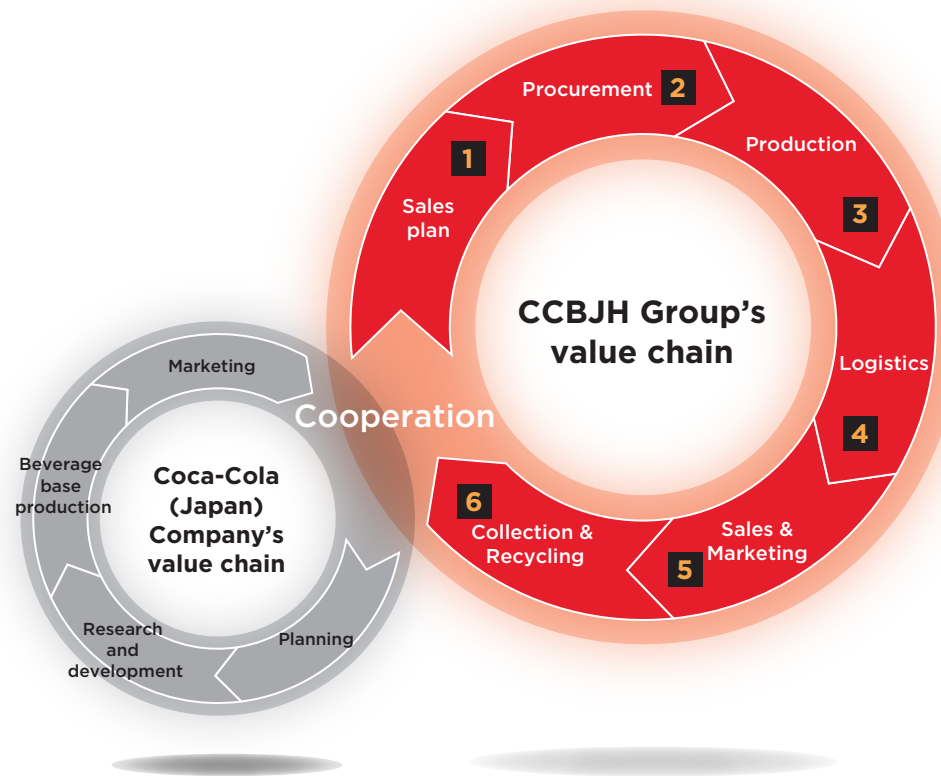 Procurement 2
Production
1
Sales
plan
3
CCBJH Group’s
value chain
Logistics
4
Sales &
Marketing
5
6
Collection &
Recycling
Cooperation
Marketing
Beverage
base
production
Coca-Cola
(Japan)
Company’s
value chain
Research
and
development
Planning